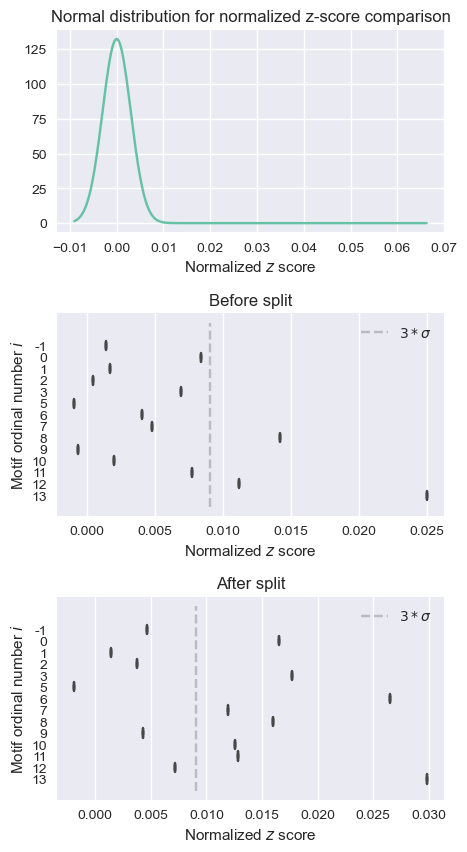 Normal distribution for normalized z-score comparison
125
100
75
50
25
0
−0.01 0.00 0.01 0.02 0.03 0.04 0.05 0.06 0.07
Normalized z score
Before split
3 * σ
Motif ordinal number i
-1
0
1
2
3
5
6
7
8
9
10
11
12
13
0.000 0.005 0.010 0.015 0.020 0.025
Normalized z score
After split
3 * σ
Motif ordinal number i
-1
0
1
2
3
5
6
7
8
9
10
11
12
13
0.000 0.005 0.010 0.015 0.020 0.025 0.030
Normalized z score